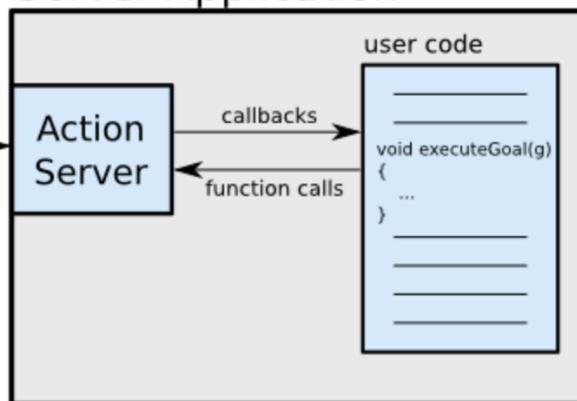 user code
Action
Server
callbacks
function calls
void executeGoal(g)
{
...
}